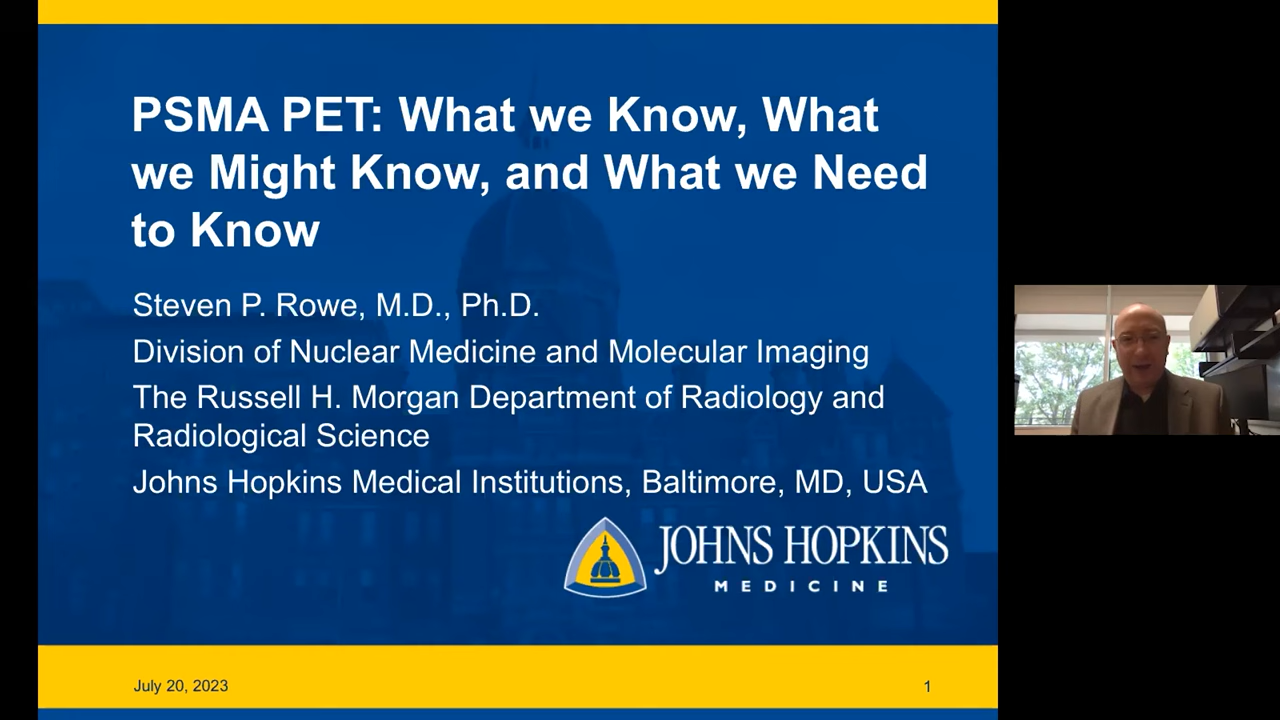 PSMA PET: What we Know, What
we Might Know, and What we Need
to Know
Steven P. Rowe, M.D., Ph.D.
Division of Nuclear Medicine and Molecular Imaging
The Russell H. Morgan Department of Radiology and
Radiological Science
Johns Hopkins Medical Institutions, Baltimore, MD, USA
JOHNS HOPKINS
MEDICINE
July 20, 2023
1